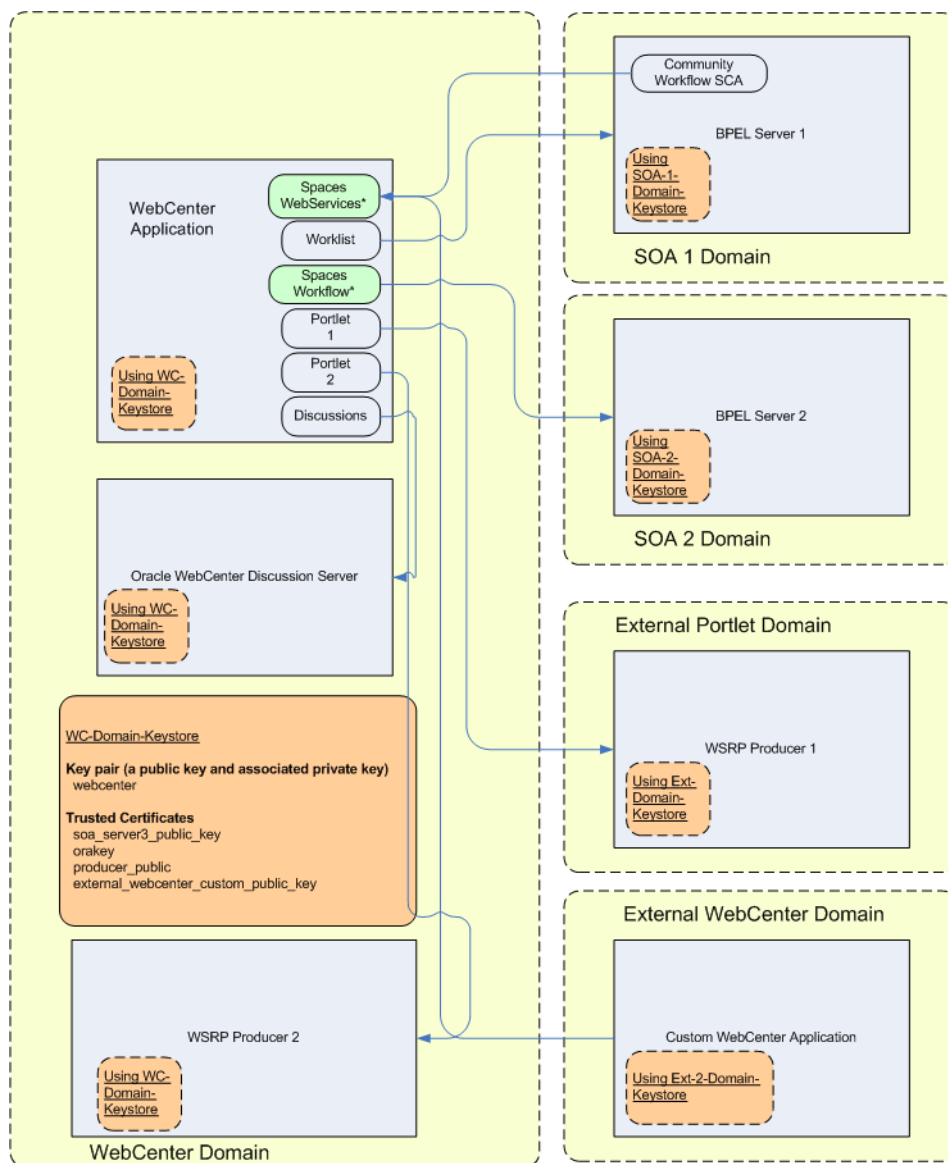 WebCenter
Application
Spaces
WebServices*
Worklist
Spaces
Workflow*
Portlet
1
Portlet
2
Discussions
Using WC-
Domain-
Keystore
Oracle WebCenter Discussion Server
Using WC-
Domain-
Keystore
WC-Domain-Keystore
Key pair (a public key and associated private key)
webcenter
Trusted Certificates
soa_server3_public_key
orakey
producer_public
external_webcenter_custom_public_key
WSRP Producer 2
Using WC-
Domain-
Keystore
WebCenter Domain
Community
Workflow SCA
BPEL Server 1
Using
SOA-1-
Domain-
Keystore
SOA 1 Domain
BPEL Server 2
Using
SOA-2-
Domain-
Keystore
SOA 2 Domain
External Portlet Domain
WSRP Producer 1
Using Ext-
Domain-
Keystore
External WebCenter Domain
Custom WebCenter Application
Using Ext-2-Domain-
Keystore